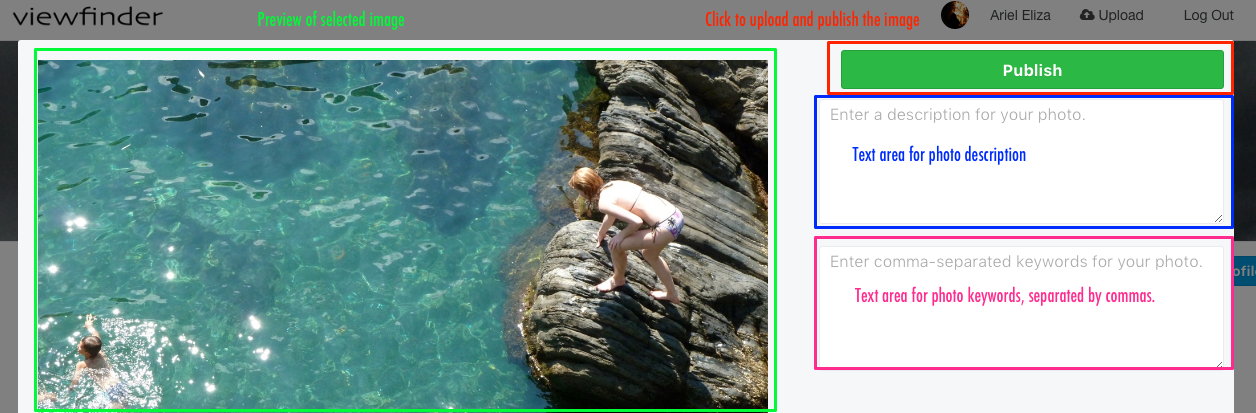 viewfinder
Preview of selected image
Click to upload and publish the image
Ariel Eliza
Upload
Log Out
Publish
Enter a description for your photo.
Text area for photo description
Enter comma-separated keywords for your photo.
Text area for photo keywords, separated by commas.